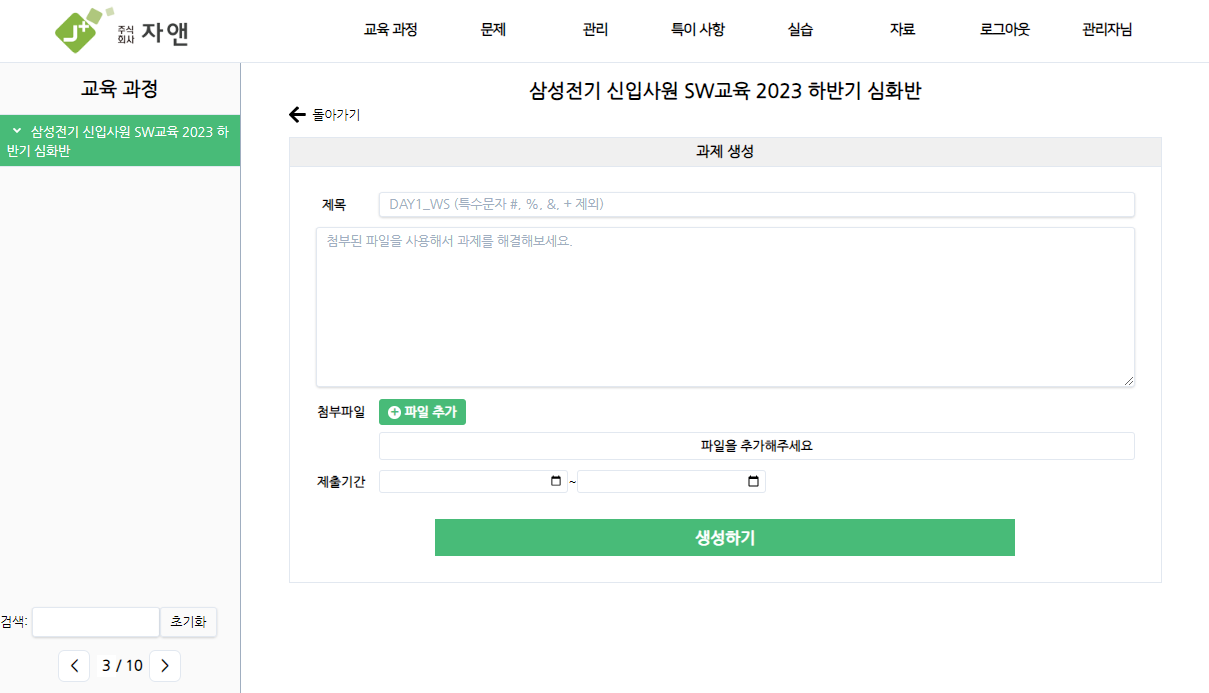 주식
회사 자앤
교육 과정 문제 관리 특이 사항 실습 자료 로그아웃 관리자님
교육 과정
삼성전기 신입사원 SW교육 2023 하
반기 심화반
삼성전기 신입사원 SW교육 2023 하반기 심화반
돌아가기
과제 생성
제목 DAY1_WS (특수문자 #, %, &, + 제외)
첨부된 파일을 사용해서 과제를 해결해보세요.
첨부파일 파일 추가
파일을 추가해주세요
제출기간 ~
생성하기
검색: 초기화
3 / 10